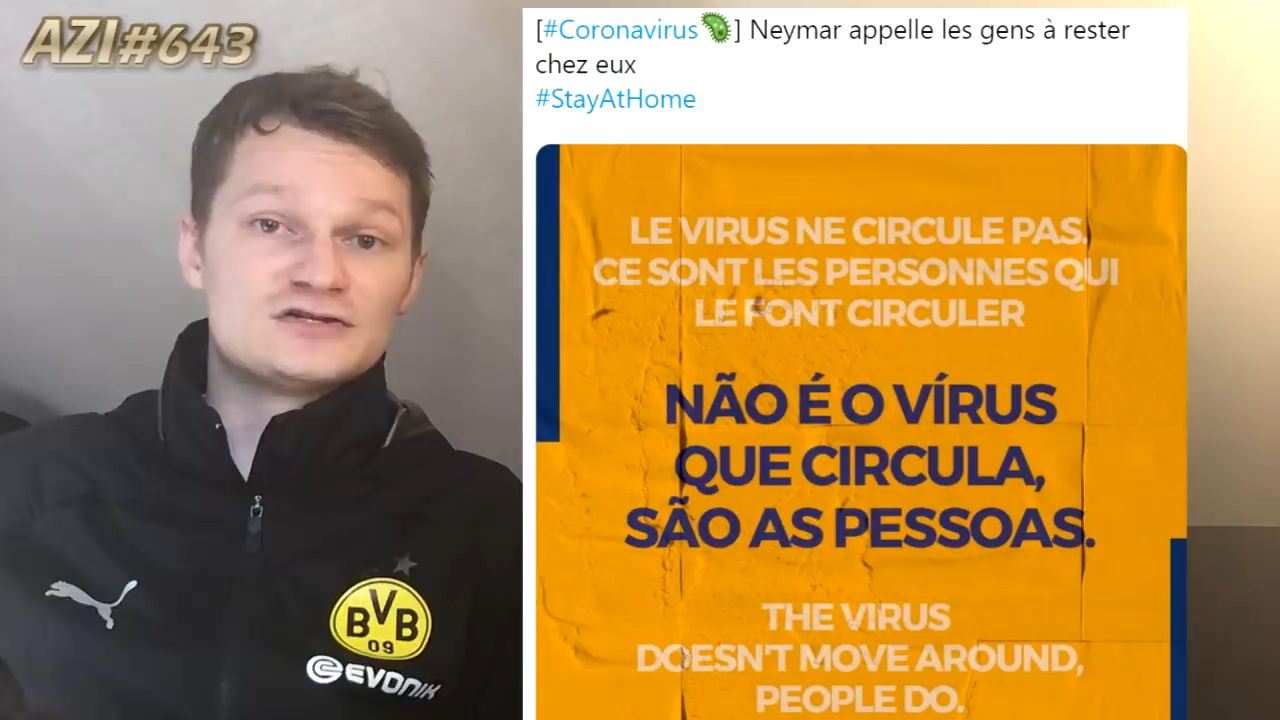 AZI#643
[#Coronavirus🦠] Neymar appelle les gens à rester
chez eux
#StayAtHome
LE VIRUS NE CIRCULE PAS.
CE SONT LES PERSONNES QUI
LE FONT CIRCULER
NÃO É O VÍRUS
QUE CIRCULA,
SÃO AS PESSOAS.
THE VIRUS
DOESN'T MOVE AROUND,
PEOPLE DO.
BVB
09
EVONIK